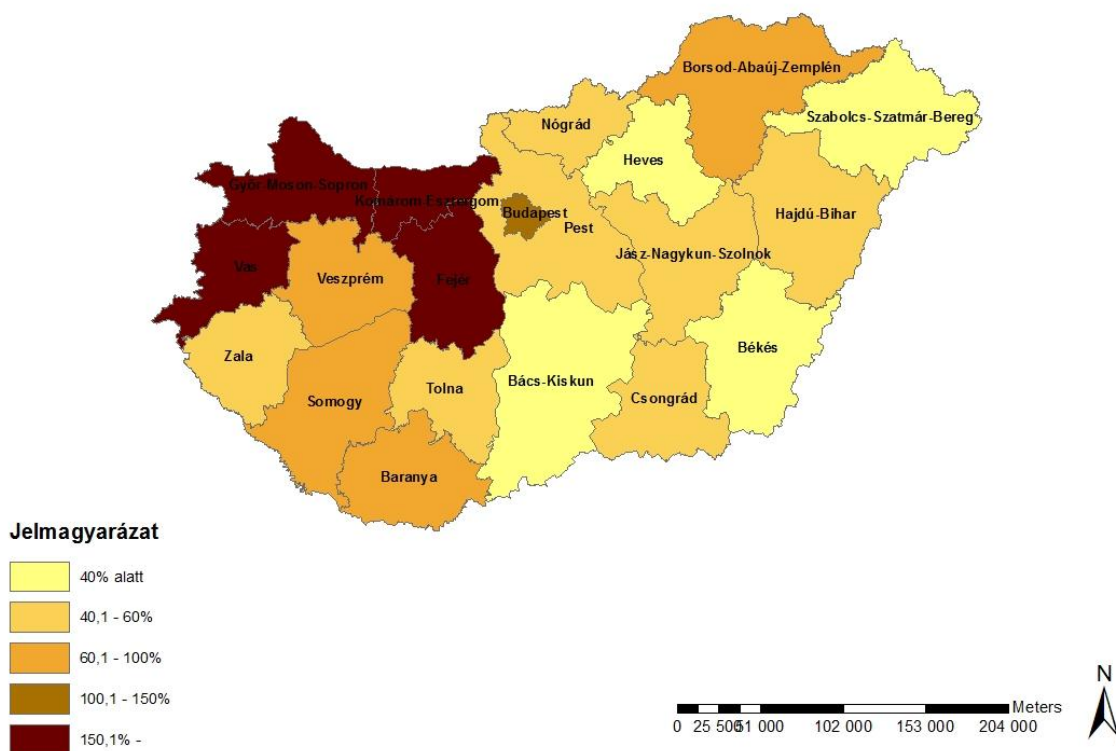 Borsod-Abaúj-Zemplén
Szabolcs-Szatmár-Bereg
Nógrád
Heves
Győr-Moson-Sopron
Komárom-Esztergom
Budapest
Pest
Hajdú-Bihar
Jász-Nagykun-Szolnok
Vas
Veszprém
Fejér
Békés
Zala
Tolna
Bács-Kiskun
Somogy
Csongrád
Baranya
Jelmagyarázat
40% alatt
40,1 - 60%
60,1 - 100%
100,1 - 150%
150,1% -
N
Meters
0 25 500 51 000 102 000 153 000 204 000